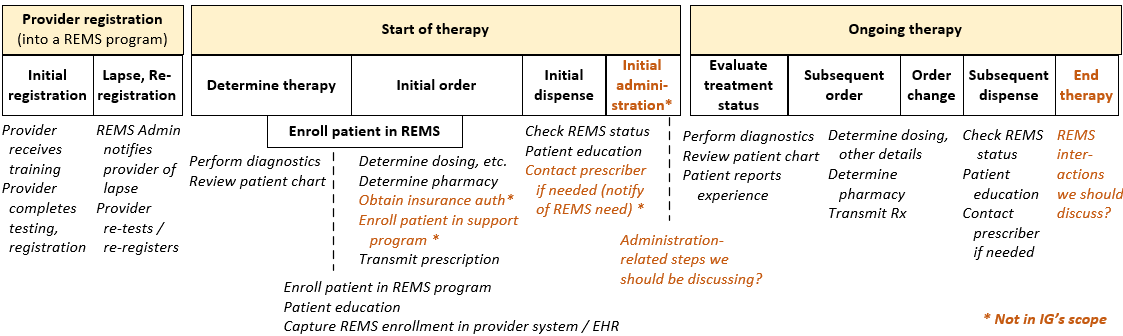 Provider registration
(into a REMS program)
Start of therapy
Ongoing therapy
Initial
registration
Lapse, Re-
registration
Determine therapy
Initial order
Initial
dispense
Initial
admini-
stration*
Evaluate
treatment
status
Subsequent
order
Order
change
Subsequent
dispense
End
therapy
Enroll patient in REMS
Provider
receives
training
Provider
completes
testing,
registration
REMS Admin
notifies
provider of
lapse
Provider
re-tests /
re-registers
Perform diagnostics
Review patient chart
Determine dosing, etc.
Determine pharmacy
Obtain insurance auth*
Enroll patient in support
program *
Transmit prescription
Enroll patient in REMS program
Patient education
Capture REMS enrollment in provider system / EHR
Check REMS status
Patient education
Contact prescriber
if needed (notify
of REMS need) *
Administration-
related steps we
should be discussing?
Perform diagnostics
Review patient chart
Patient reports
experience
Determine dosing,
other details
Determine
pharmacy
Transmit Rx
Check REMS
status
Patient
education
Contact
prescriber
if needed
REMS
inter-
actions
we should
discuss?
* Not in IG's scope